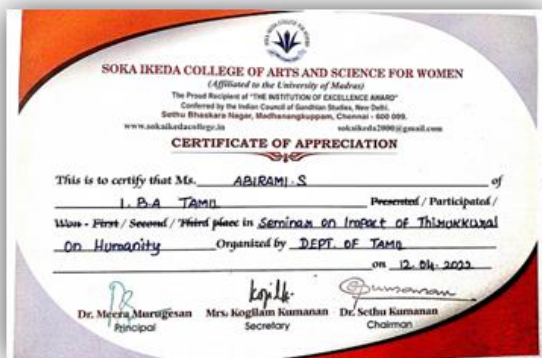 SOKA IKEDA COLLEGE OF ARTS AND SCIENCE FOR WOMEN
(Affiliated to the University of Madras)
The Proud Recipient of "THE INSTITUTION OF EXCELLENCE AWARD"
Conferred by the Indian Council of Gandhian Studies, New Delhi.
Sethu Bhaskara Nagar, Madhanangkuppam, Chennai - 600 099.
www.sokaikedacollege.in sokaikeda2000@gmail.com
CERTIFICATE OF APPRECIATION
This is to certify that Ms. ABIRAMI.S of
I. B.A TAMIL Presented / Participated /
Won - First / Second / Third place in Seminar on Impact of Thirukkural
on Humanity Organized by DEPT. OF TAMIL
on 12.04.2022
Dr. Meera Murugesan Mrs. Kogilam Kumanan Dr. Sethu Kumanan
Principal Secretary Chairman